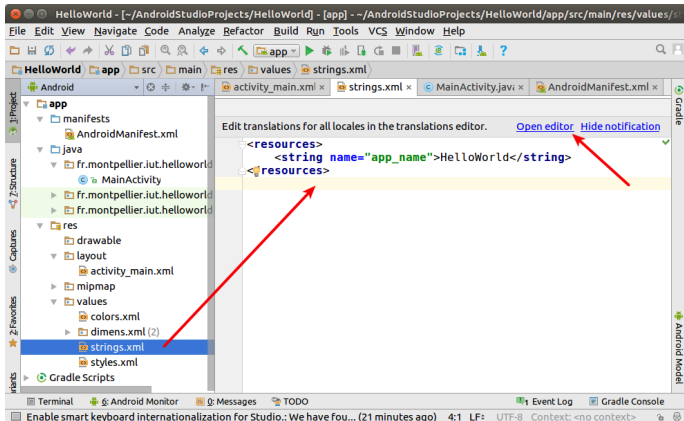 HelloWorld - [~/AndroidStudioProjects/HelloWorld] - [app] - ~/AndroidStudioProjects/HelloWorld/app/src/main/res/values/s
File Edit View Navigate Code Analyze Refactor Build Run Tools VCS Window Help
app
HelloWorld app src main res values strings.xml
Android
activity_main.xml × strings.xml × MainActivity.java × AndroidManifest.xml ×
1: Project
Gradle
app
manifests
AndroidManifest.xml
java
fr.montpellier.iut.helloworld
MainActivity
fr.montpellier.iut.helloworld
fr.montpellier.iut.helloworld
res
drawable
layout
activity_main.xml
mipmap
values
colors.xml
dimens.xml (2)
strings.xml
styles.xml
Gradle Scripts
Z: Structure
Captures
2: Favorites
Edit translations for all locales in the translations editor. Open editor Hide notification
<resources>
<string name="app_name">HelloWorld</string>
</resources>
Android Model
Terminal 6: Android Monitor 0: Messages TODO 1 Event Log Gradle Console
Enable smart keyboard internationalization for Studio.: We have fou... (21 minutes ago) 4:1 LF÷ UTF-8 Context: <no context>